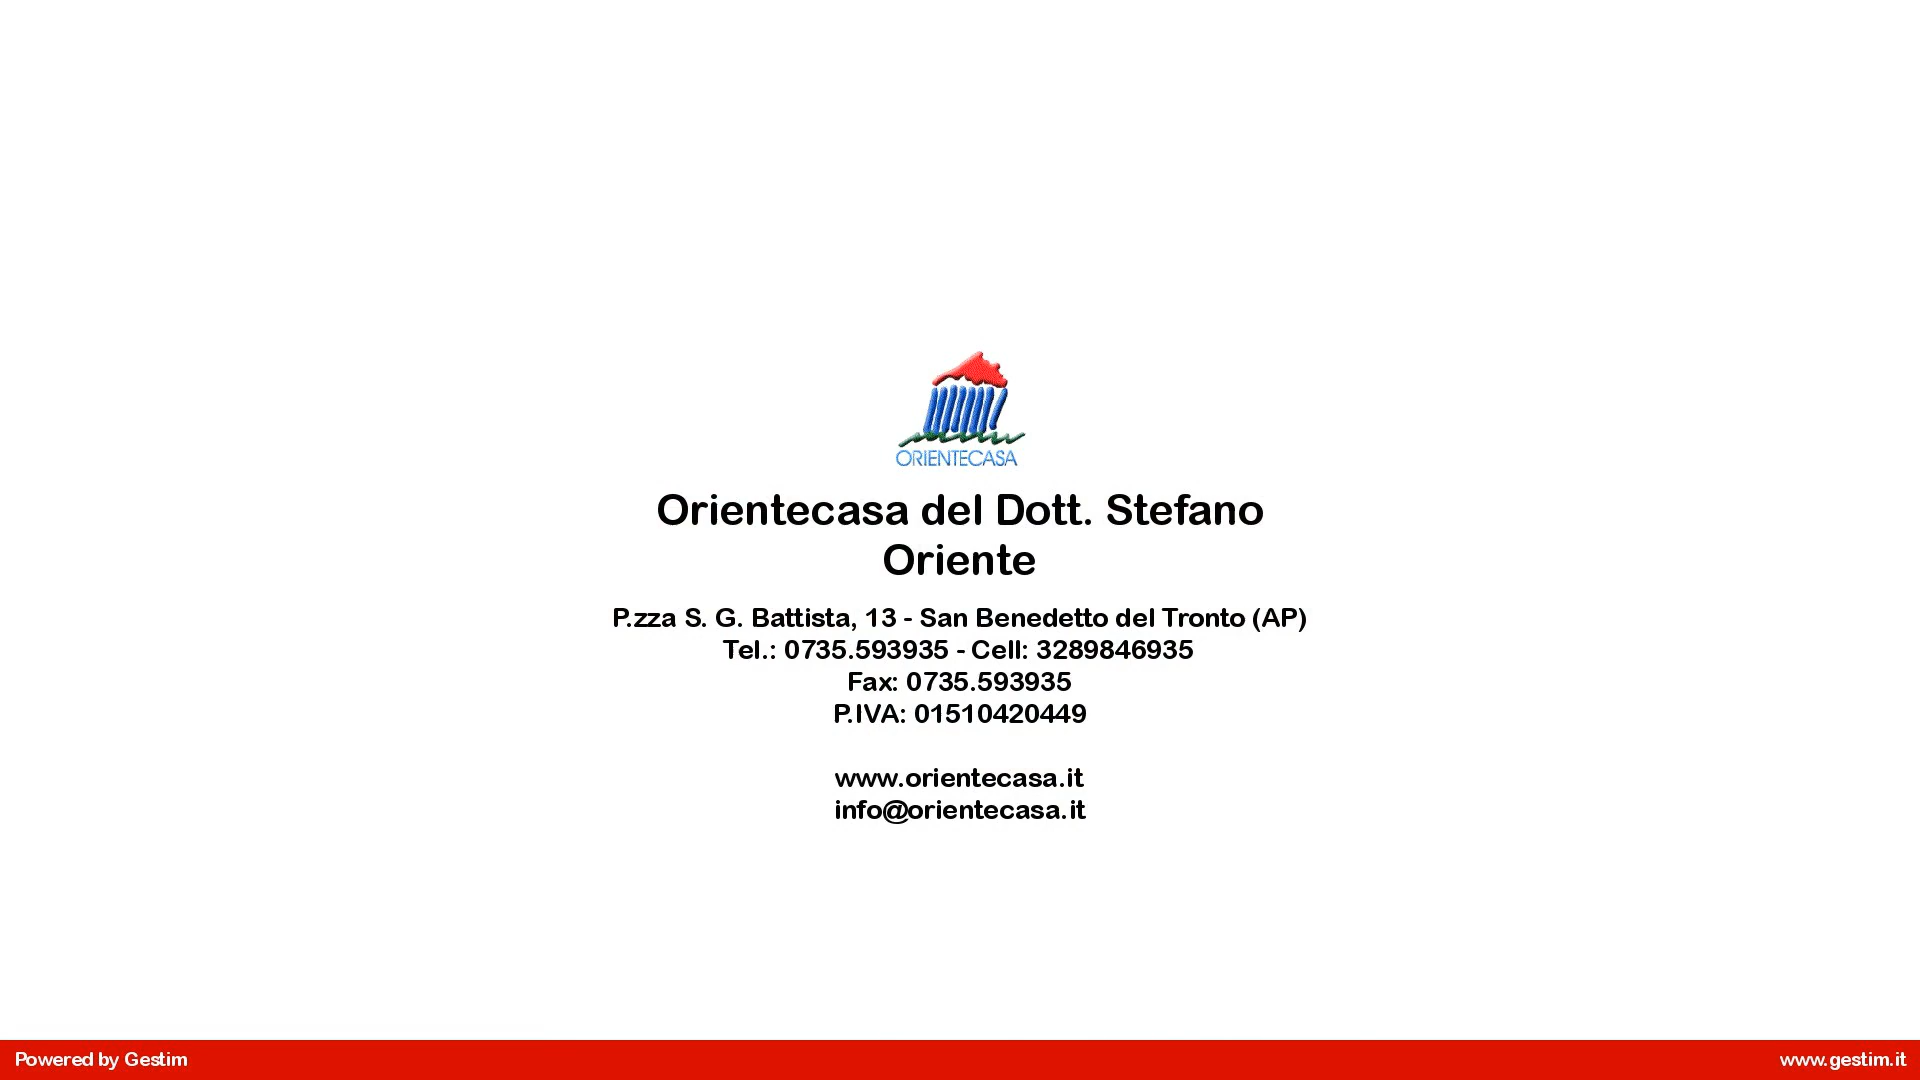 ORIENTECASA
Orientecasa del Dott. Stefano
Oriente
P.zza S. G. Battista, 13 - San Benedetto del Tronto (AP)
Tel.: 0735.593935 - Cell: 3289846935
Fax: 0735.593935
P.IVA: 01510420449
www.orientecasa.it
info@orientecasa.it
Powered by Gestim
www.gestim.it